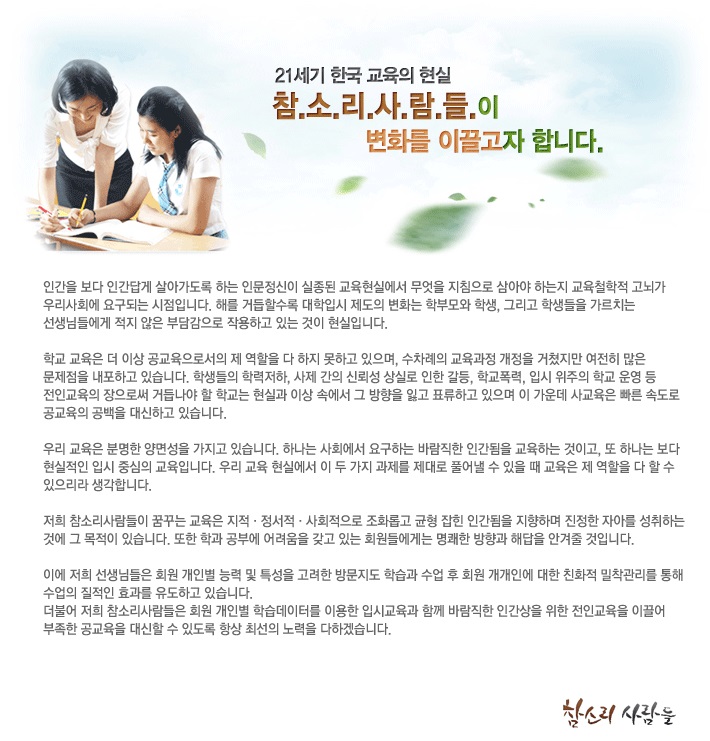 21세기 한국 교육의 현실
참.소.리.사.람.들.이
변화를 이끌고자 합니다.
인간을 보다 인간답게 살아가도록 하는 인문정신이 실종된 교육현실에서 무엇을 지침으로 삼아야 하는지 교육철학적 고뇌가
우리사회에 요구되는 시점입니다. 해를 거듭할수록 대학입시 제도의 변화는 학부모와 학생, 그리고 학생들을 가르치는
선생님들에게 적지 않은 부담감으로 작용하고 있는 것이 현실입니다.
학교 교육은 더 이상 공교육으로서의 제 역할을 다 하지 못하고 있으며, 수차례의 교육과정 개정을 거쳤지만 여전히 많은
문제점을 내포하고 있습니다. 학생들의 학력저하, 사제 간의 신뢰성 상실로 인한 갈등, 학교폭력, 입시 위주의 학교 운영 등
전인교육의 장으로써 거듭나야 할 학교는 현실과 이상 속에서 그 방향을 잃고 표류하고 있으며 이 가운데 사교육은 빠른 속도로
공교육의 공백을 대신하고 있습니다.
우리 교육은 분명한 양면성을 가지고 있습니다. 하나는 사회에서 요구하는 바람직한 인간됨을 교육하는 것이고, 또 하나는 보다
현실적인 입시 중심의 교육입니다. 우리 교육 현실에서 이 두 가지 과제를 제대로 풀어낼 수 있을 때 교육은 제 역할을 다 할 수
있으리라 생각합니다.
저희 참소리사람들이 꿈꾸는 교육은 지적 · 정서적 · 사회적으로 조화롭고 균형 잡힌 인간됨을 지향하며 진정한 자아를 성취하는
것에 그 목적이 있습니다. 또한 학과 공부에 어려움을 갖고 있는 회원들에게는 명쾌한 방향과 해답을 안겨줄 것입니다.
이에 저희 선생님들은 회원 개인별 능력 및 특성을 고려한 방문지도 학습과 수업 후 회원 개개인에 대한 친화적 밀착관리를 통해
수업의 질적인 효과를 유도하고 있습니다.
더불어 저희 참소리사람들은 회원 개인별 학습데이터를 이용한 입시교육과 함께 바람직한 인간상을 위한 전인교육을 이끌어
부족한 공교육을 대신할 수 있도록 항상 최선의 노력을 다하겠습니다.
참소리 사람들